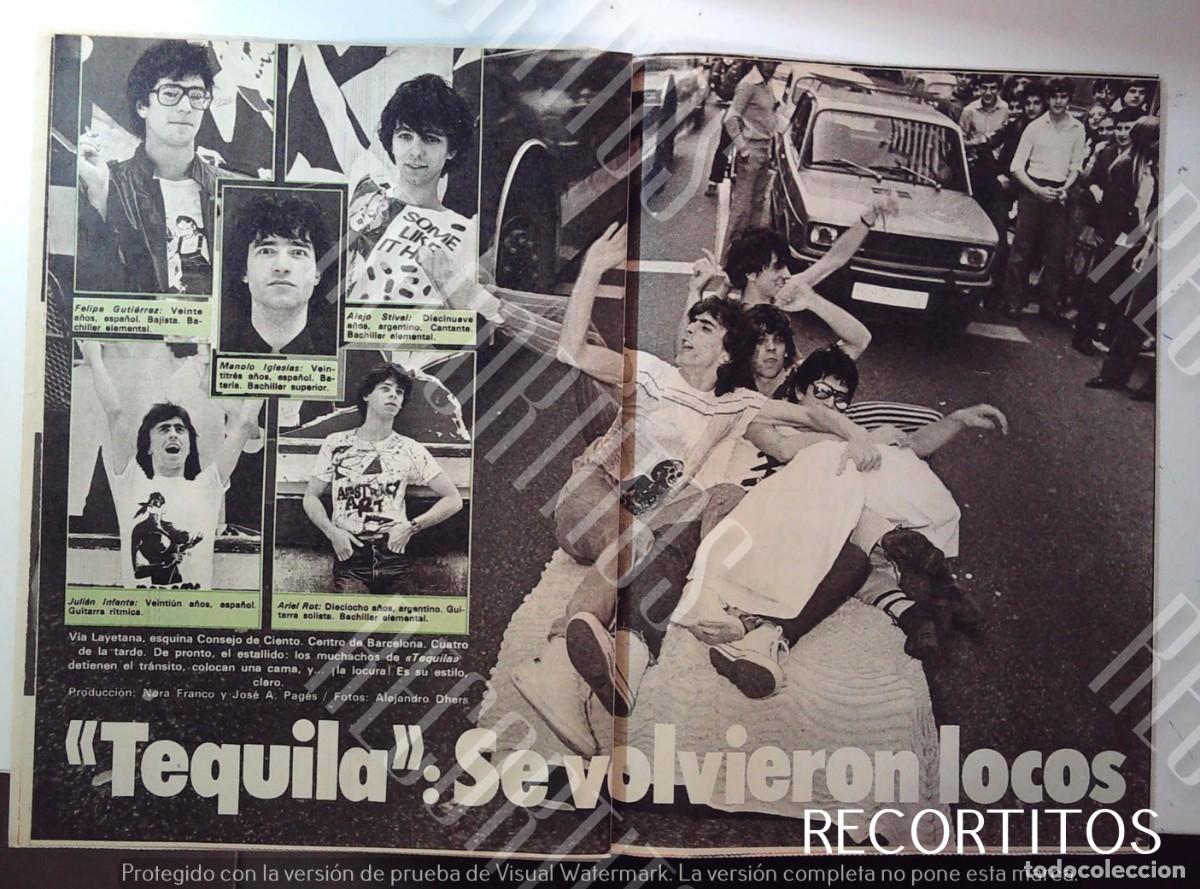 SOME
LIKE
IT H
Felipe Gutiérrez: Veinte
años, español. Bajista. Ba-
chiller elemental.
Alejo Stivel: Diecinueve
años, argentino. Cantante.
Bachiller elemental.
Manolo Iglesias: Vein-
titrés años, español. Ba-
tería. Bachiller superior.
ABSTRACT
ART
Julián Infante: Veintiún años, español.
Guitarra rítmica.
Ariel Rot: Dieciocho años, argentino. Gui-
tarra solista. Bachiller elemental.
Vía Layetana, esquina Consejo de Ciento. Centro de Barcelona. Cuatro
de la tarde. De pronto, el estallido: los muchachos de «Tequila»
detienen el tránsito, colocan una cama, y... ¡la locura! Es su estilo,
claro.
Producción: Nora Franco y José A. Pagés / Fotos: Alejandro Dhers
“Tequila”: Se volvieron locos
RECORTITOS
todocoleccion
Protegido con la versión de prueba de Visual Watermark. La versión completa no pone esta marca.